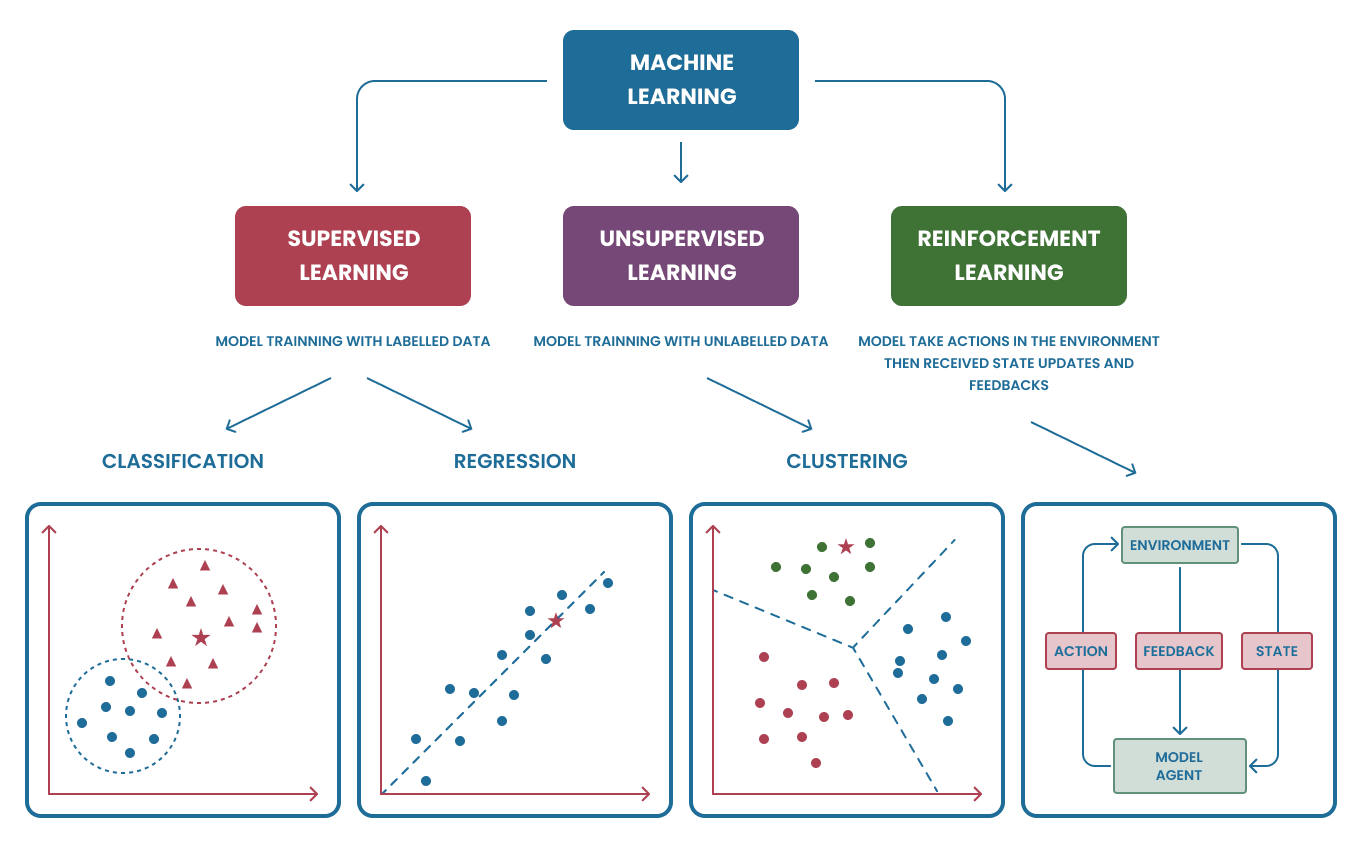 MACHINE
LEARNING
SUPERVISED
LEARNING
UNSUPERVISED
LEARNING
REINFORCEMENT
LEARNING
MODEL TRAINNING WITH LABELLED DATA
MODEL TRAINNING WITH UNLABELLED DATA
MODEL TAKE ACTIONS IN THE ENVIRONMENT
THEN RECEIVED STATE UPDATES AND
FEEDBACKS
CLASSIFICATION
REGRESSION
CLUSTERING
ENVIRONMENT
ACTION
FEEDBACK
STATE
MODEL
AGENT